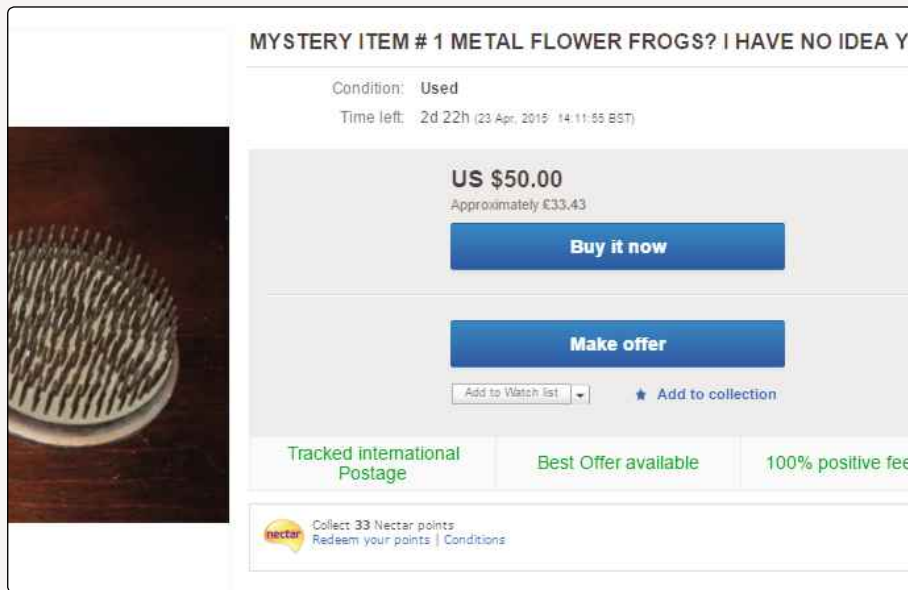 MYSTERY ITEM # 1 METAL FLOWER FROGS? I HAVE NO IDEA Y
Condition: Used
Time left: 2d 22h (23 Apr, 2015 14:11:55 BST)
US $50.00
Approximately £33.43
Buy it now
Make offer
Add to Watch list
Add to collection
Tracked international
Postage
Best Offer available
100% positive fee
nectar
Collect 33 Nectar points
Redeem your points | Conditions